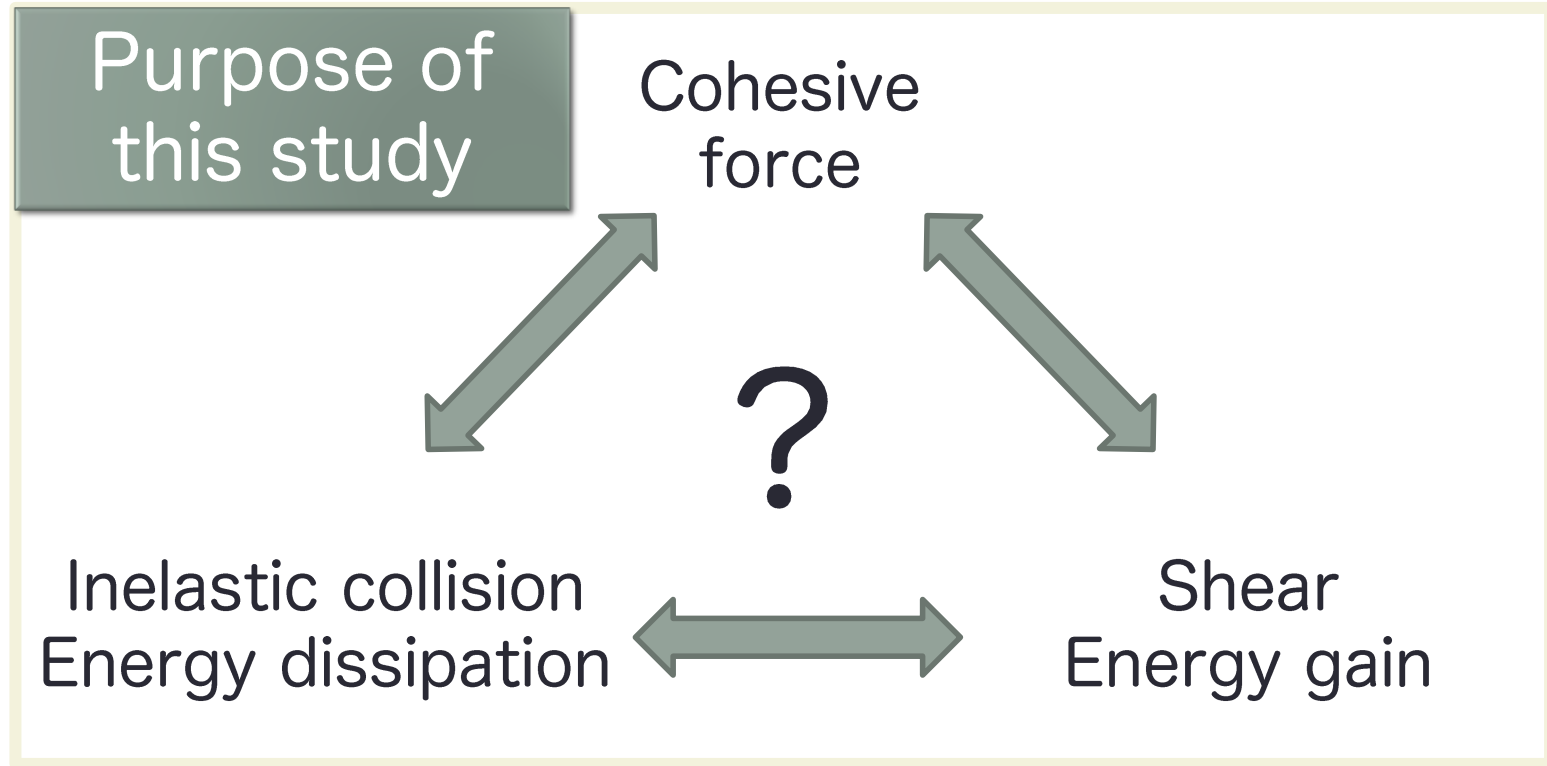 Purpose of
this study
Cohesive
force
?
Inelastic collision
Energy dissipation
Shear
Energy gain